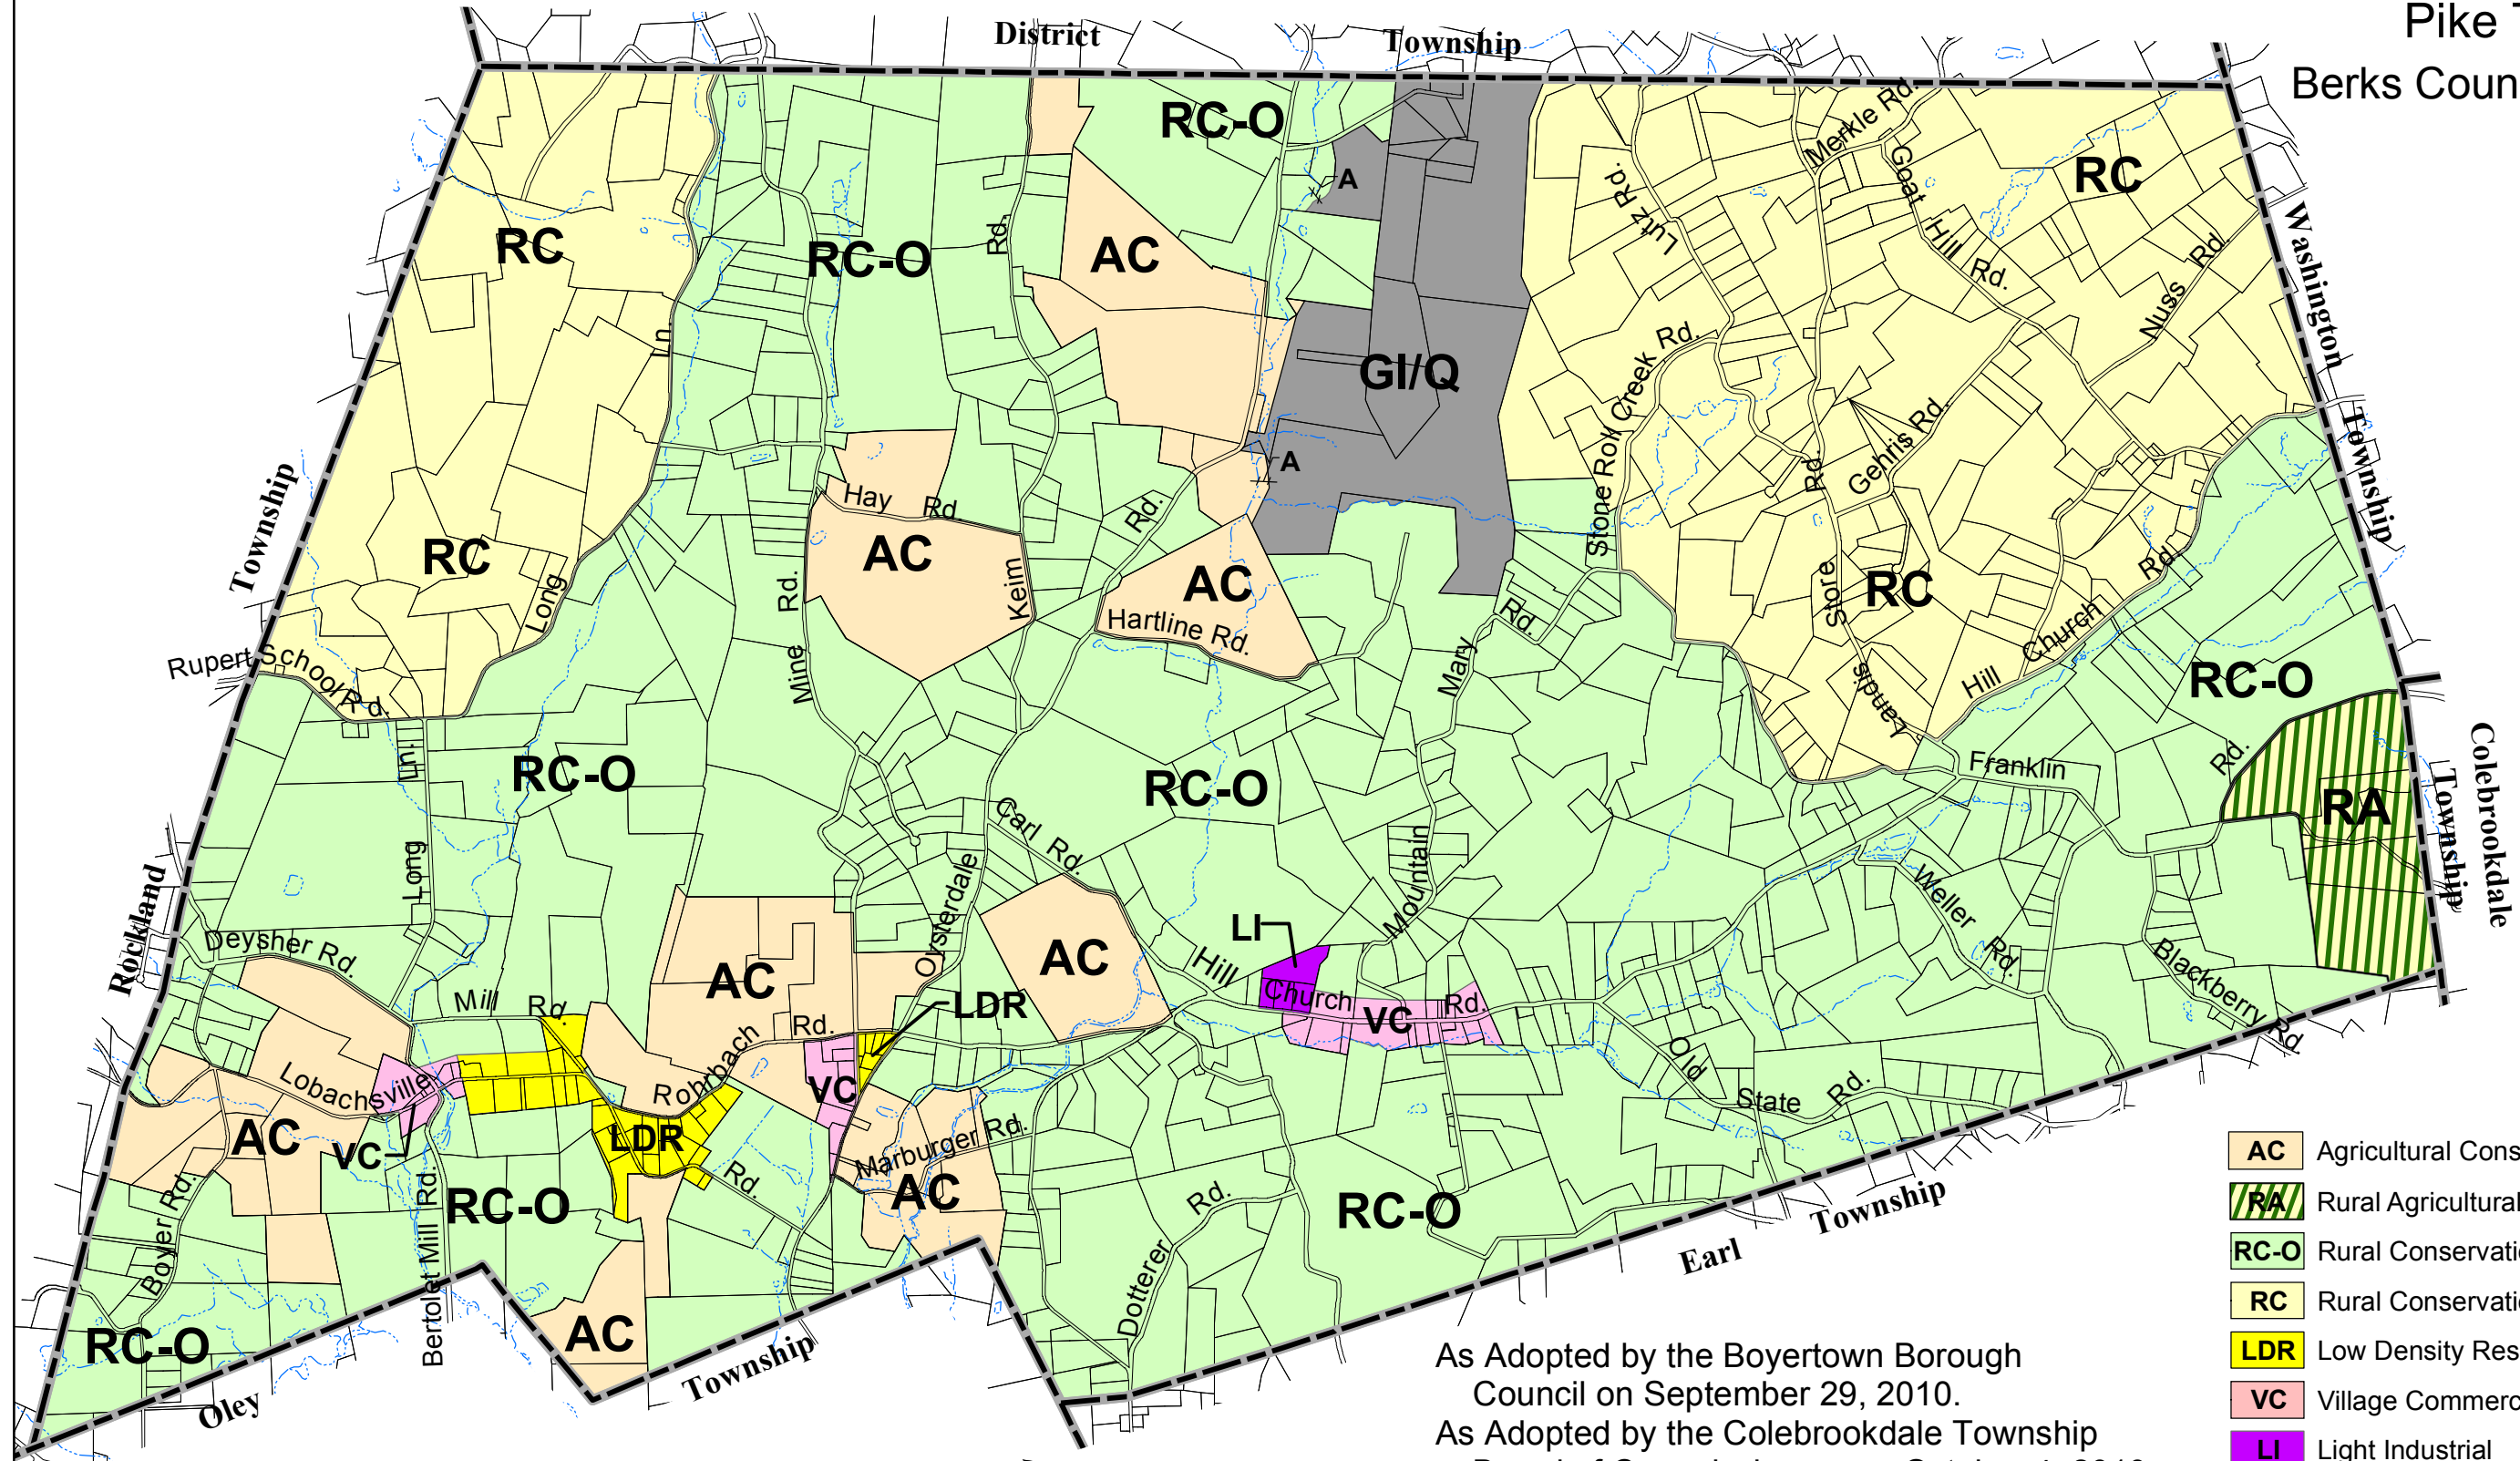 Pike
Berks Coun
District Township
RC-O
Merkle Rd.
A
Goat Hill Rd.
RC
Lutz Rd.
RC
RC-O
Rd.
AC
Washington Township
Nuss Rd.
Ln.
Stone Roll Creek Rd.
GI/Q
Gehris Rd.
Rd.
A
Hay Rd.
Rd.
Township
RC
AC
AC
Keim
Long
Mine Rd.
Hartline Rd.
Rd.
Mary
Store
RC
Church Rd.
Hill
Landis
Rupert School Rd.
RC-O
Ln.
RC-O
RC-O
Franklin
Rd.
RA
Colebrookdale
Township
Carl Rd.
Long
Mountain
Oysterdale
Weller Rd.
Rockland
Deysher Rd.
AC
AC
LI
Hill
Church Rd.
VC
Blackberry Rd.
Mill Rd.
LDR
Rd.
Rohrbach
Lobachsville
VC
Old State Rd.
AC
VC
LDR
Marburger Rd.
AC
Rd.
Boyer Rd.
Bertolet Mill Rd.
RC-O
Dotterer Rd.
RC-O
Earl Township
RC-O
AC
Oley Township
As Adopted by the Boyertown Borough
Council on September 29, 2010.
As Adopted by the Colebrookdale Township
AC Agricultural Cons
RA Rural Agricultural
RC-O Rural Conservati
RC Rural Conservati
LDR Low Density Res
VC Village Commerc
LI Light Industrial